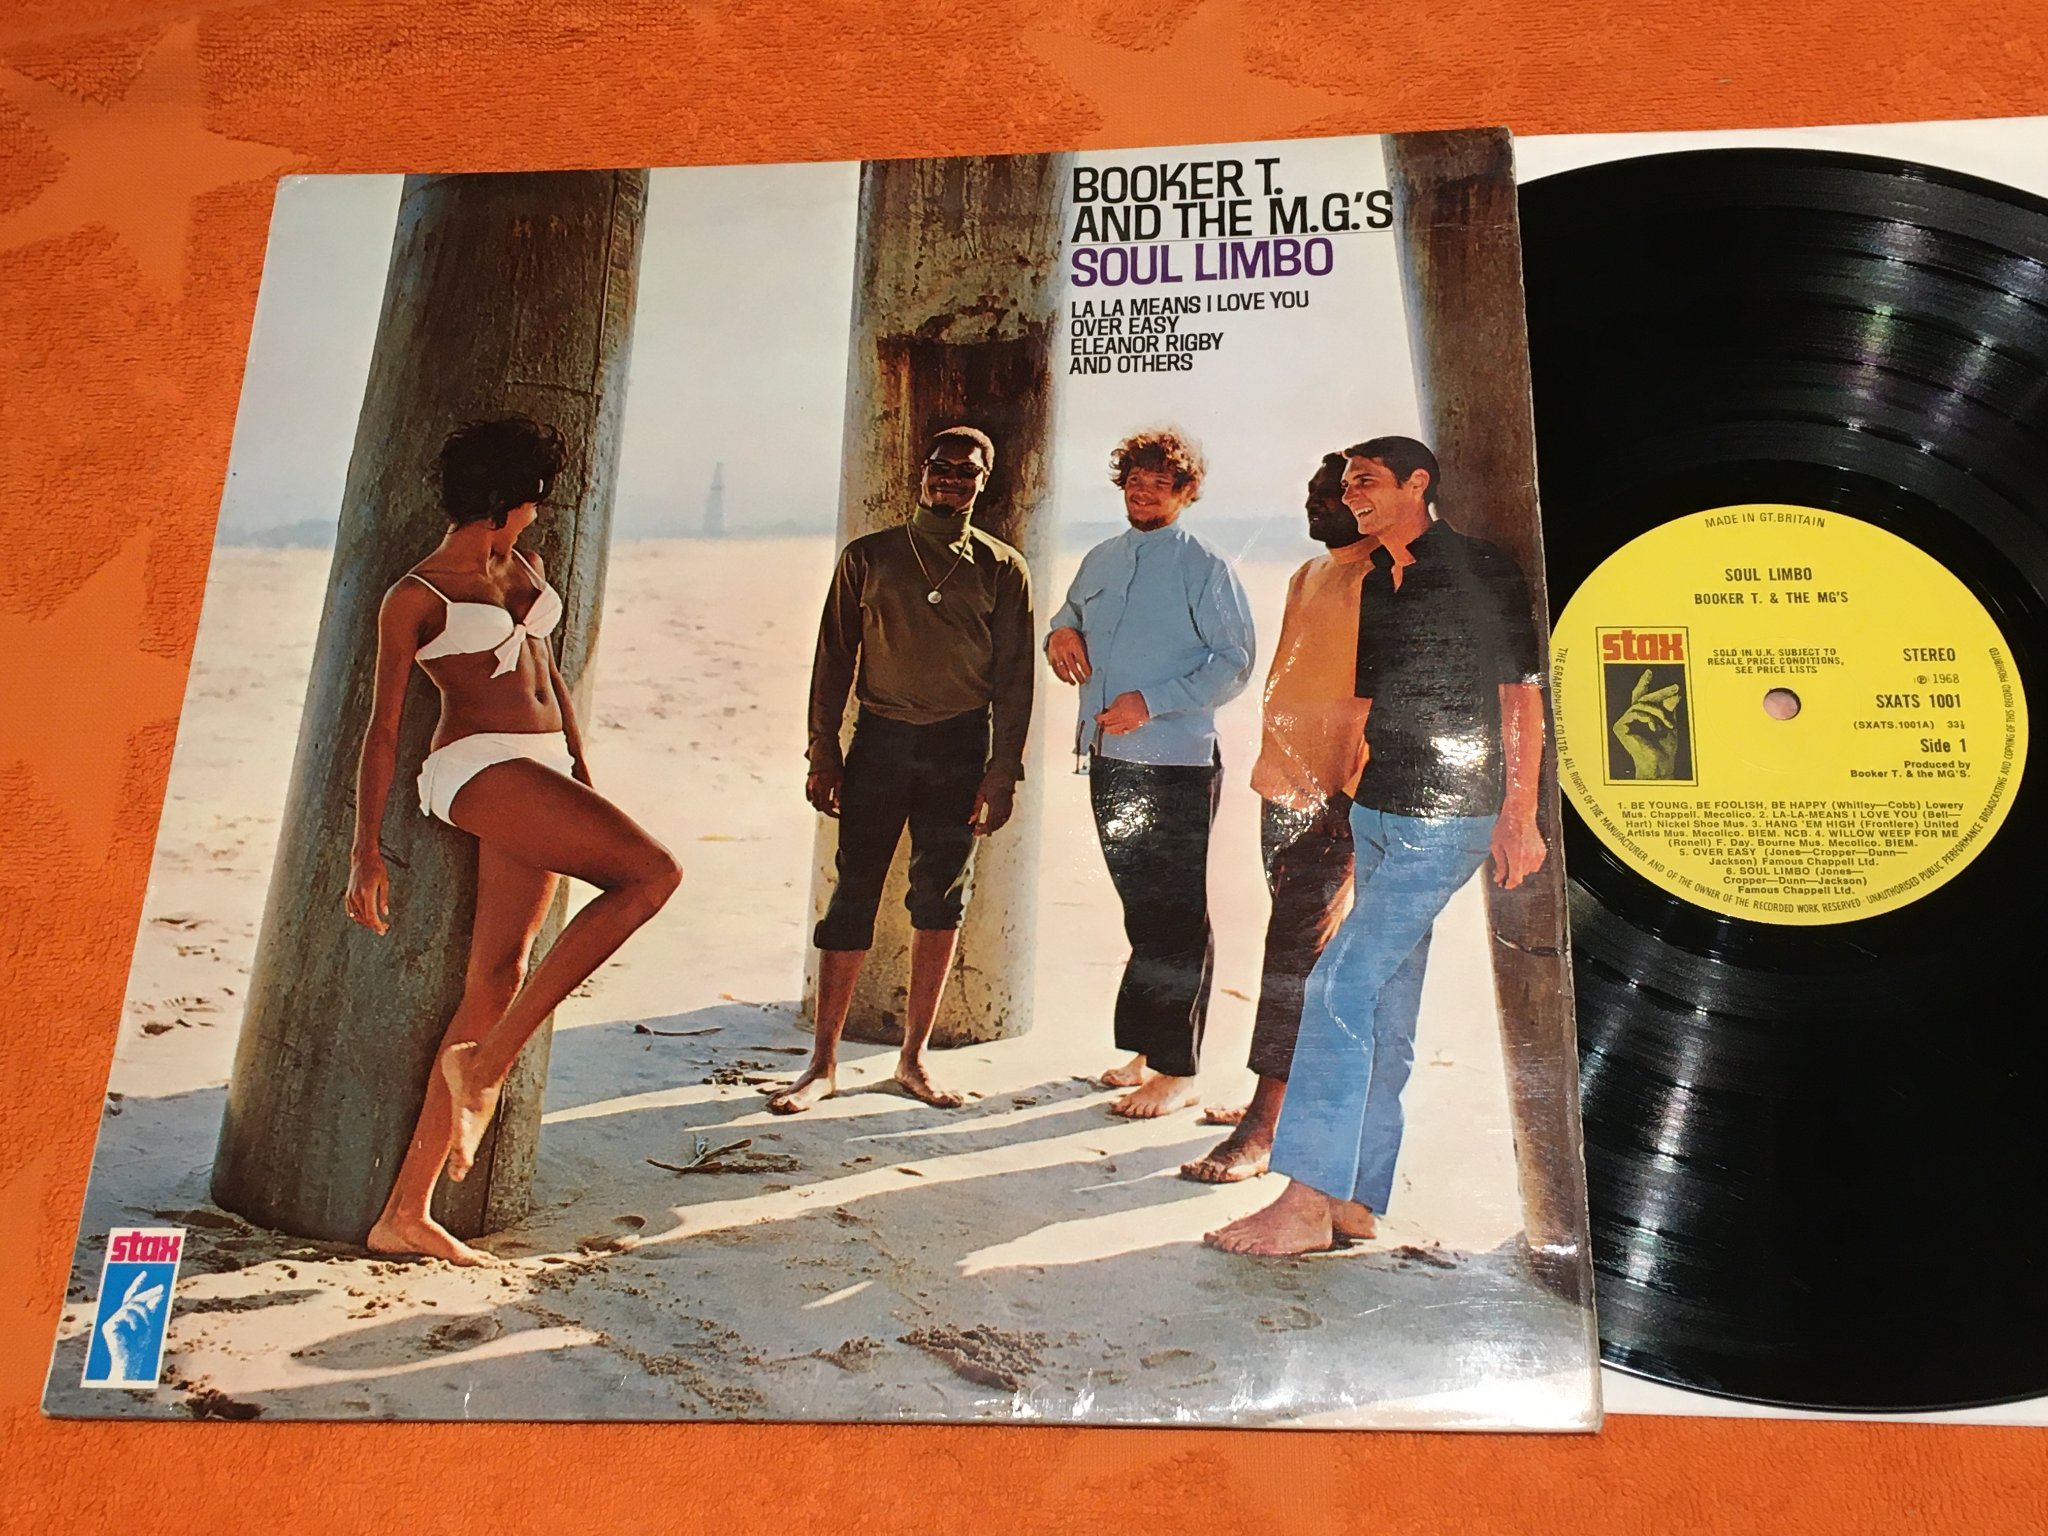 BOOKER T.
AND THE M.G.'S
SOUL LIMBO
LA LA MEANS I LOVE YOU
OVER EASY
ELEANOR RIGBY
AND OTHERS
stax
MADE IN GT. BRITAIN
SOUL LIMBO
BOOKER T. & THE MG'S
stax
SOLD IN U.K. SUBJECT TO
RESALE PRICE CONDITIONS,
SEE PRICE LISTS
STEREO
℗ 1968
SXATS 1001
(SXATS.1001A) 33⅓
Side 1
Produced by
Booker T. & the MG'S.
1. BE YOUNG, BE FOOLISH, BE HAPPY (Whitley—Cobb) Lowery
Mus. Chappell. Mecolico. 2. LA-LA-MEANS I LOVE YOU (Bell—
Hart) Nickel Shoe Mus. 3. HANG 'EM HIGH (Frontiere) United
Artists Mus. Mecolico. BIEM. NCB. 4. WILLOW WEEP FOR ME
(Ronell) F. Day. Bourne Mus. Mecolico. BIEM.
5. OVER EASY (Jones—Cropper—Dunn—
Jackson) Famous Chappell Ltd.
6. SOUL LIMBO (Jones—
Cropper—Dunn—Jackson)
Famous Chappell Ltd.
THE GRAMOPHONE CO. LTD. · ALL RIGHTS OF THE MANUFACTURER AND OF THE OWNER OF THE RECORDED WORK RESERVED · UNAUTHORISED PUBLIC PERFORMANCE BROADCASTING AND COPYING OF THIS RECORD PROHIBITED